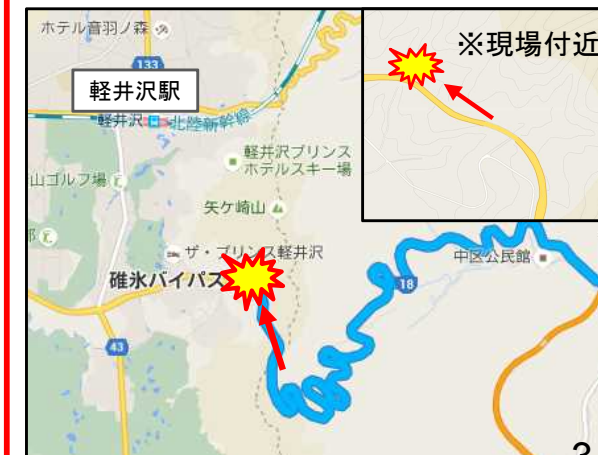 ホテル音羽ノ森
※現場付近
133
軽井沢駅
軽井沢
北陸新幹線
軽井沢プリンス
ホテルスキー場
山ゴルフ場
矢ケ崎山
ザ・プリンス軽井沢
中区公民館
碓氷バイパス
18
43
3